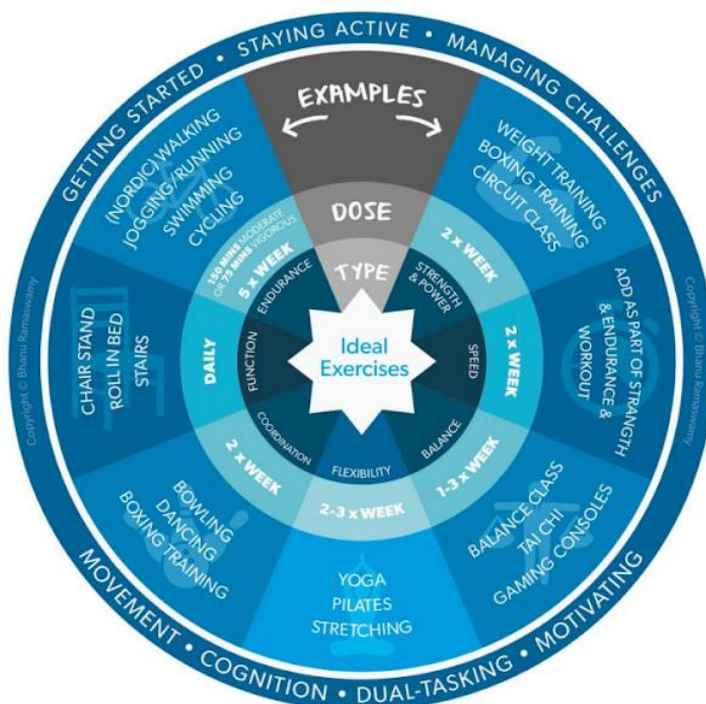 GETTING STARTED • STAYING ACTIVE • MANAGING CHALLENGES
EXAMPLES
DOSE
TYPE
Ideal
Exercises
WEIGHT TRAINING
BOXING TRAINING
CIRCUIT CLASS
2 x WEEK
STRENGTH
& POWER
ADD AS PART OF STRENGTH
& ENDURANCE
WORKOUT
2 x WEEK
SPEED
BALANCE CLASS
TAI CHI
GAMING CONSOLES
1-3 x WEEK
BALANCE
FLEXIBILITY
2-3 x WEEK
YOGA
PILATES
STRETCHING
COORDINATION
2 x WEEK
BOWLING
DANCING
BOXING TRAINING
FUNCTION
DAILY
CHAIR STAND
ROLL IN BED
STAIRS
ENDURANCE
5 x WEEK
150 MINS MODERATE
OR 75 MINS VIGOROUS
(NORDIC) WALKING
JOGGING/RUNNING
SWIMMING
CYCLING
MOVEMENT • COGNITION • DUAL-TASKING • MOTIVATING
Copyright © Bhanu Ramaswamy
Copyright © Bhanu Ramaswamy